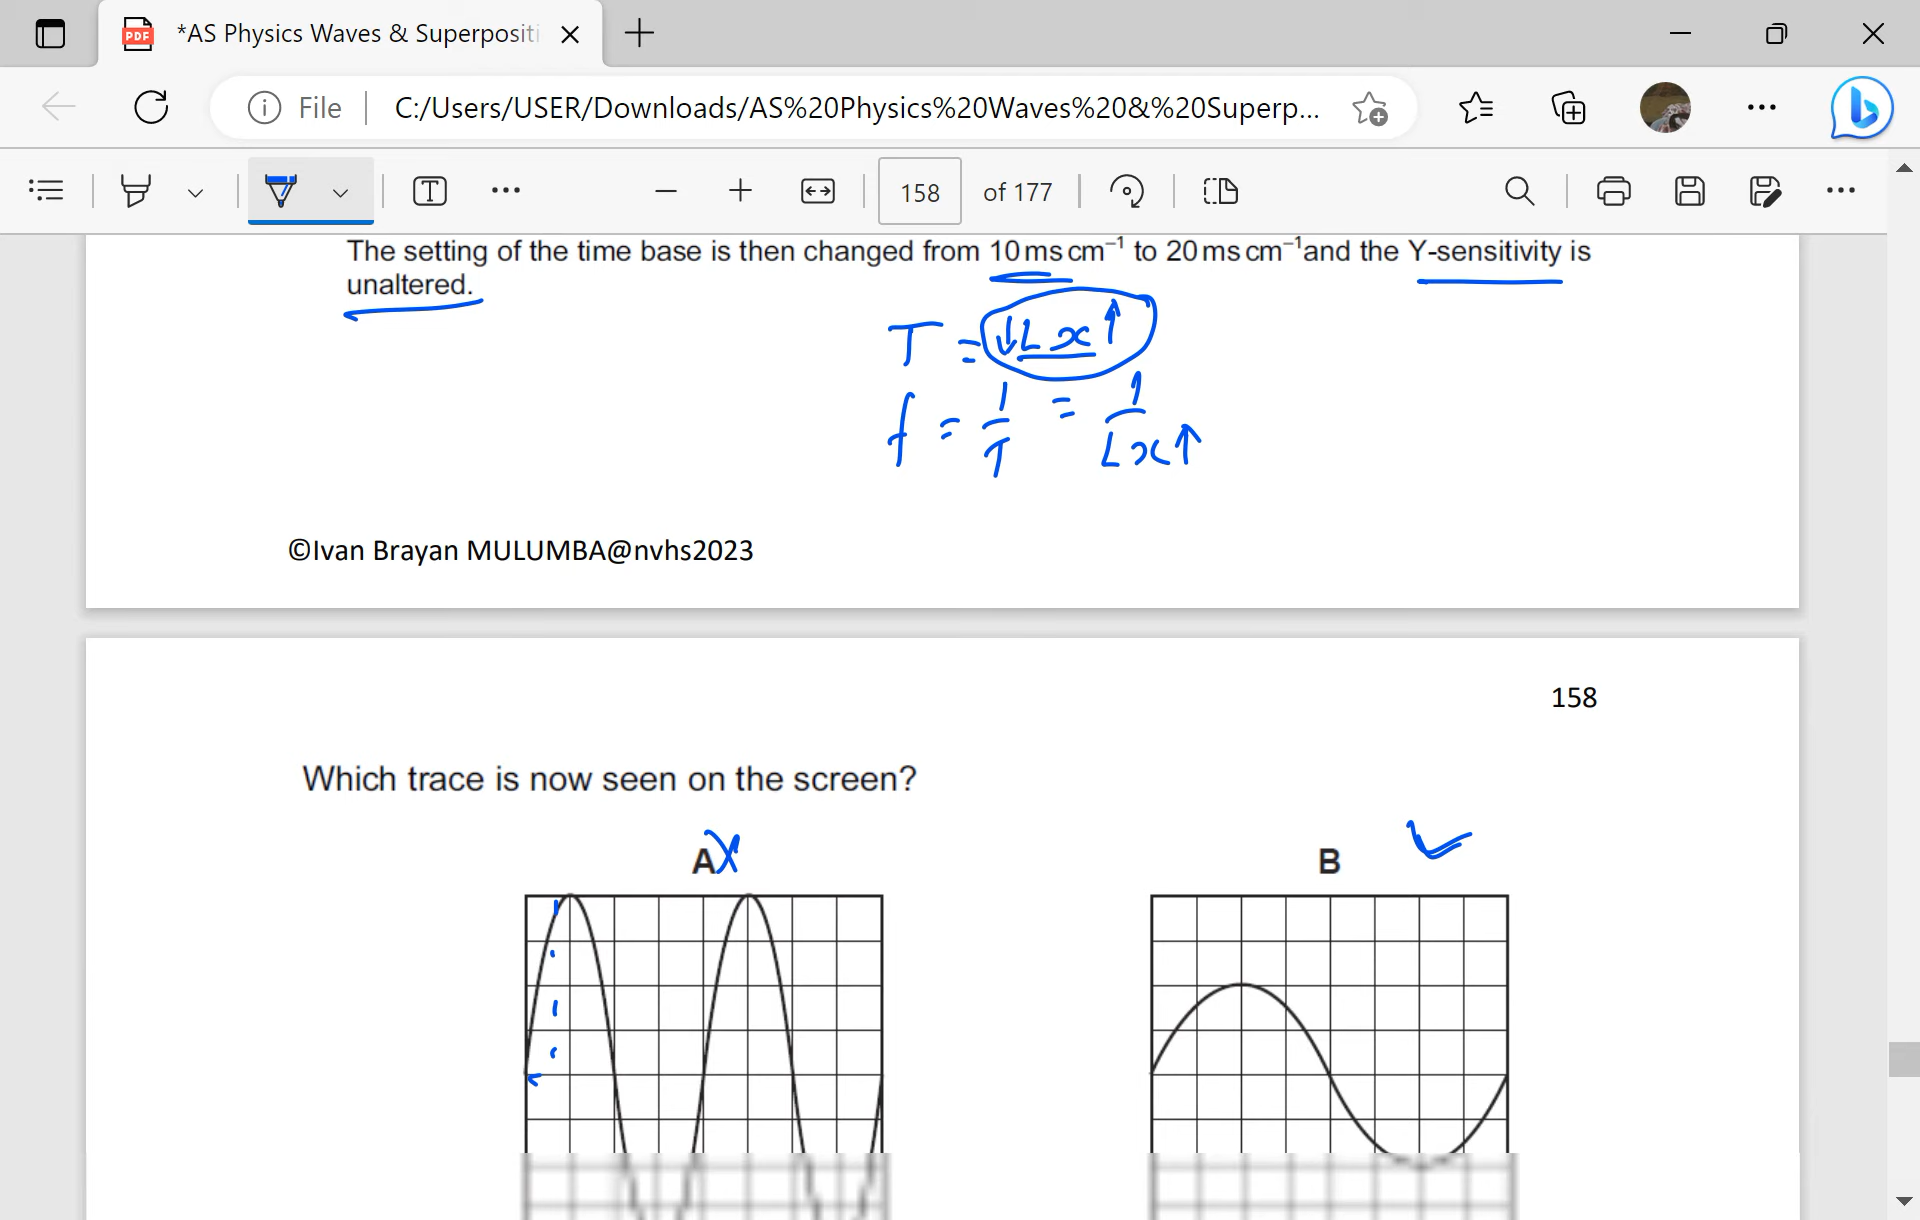 *AS Physics Waves & Superpositi
File
C:/Users/USER/Downloads/AS%20Physics%20Waves%20&%20Superp...
158 of 177
The setting of the time base is then changed from 10 ms cm⁻¹ to 20 ms cm⁻¹and the Y-sensitivity is
unaltered.
T = ↓L x ↑
f = 1/T = 1/L x ↑
©Ivan Brayan MULUMBA@nvhs2023
158
Which trace is now seen on the screen?
A X
B ✓